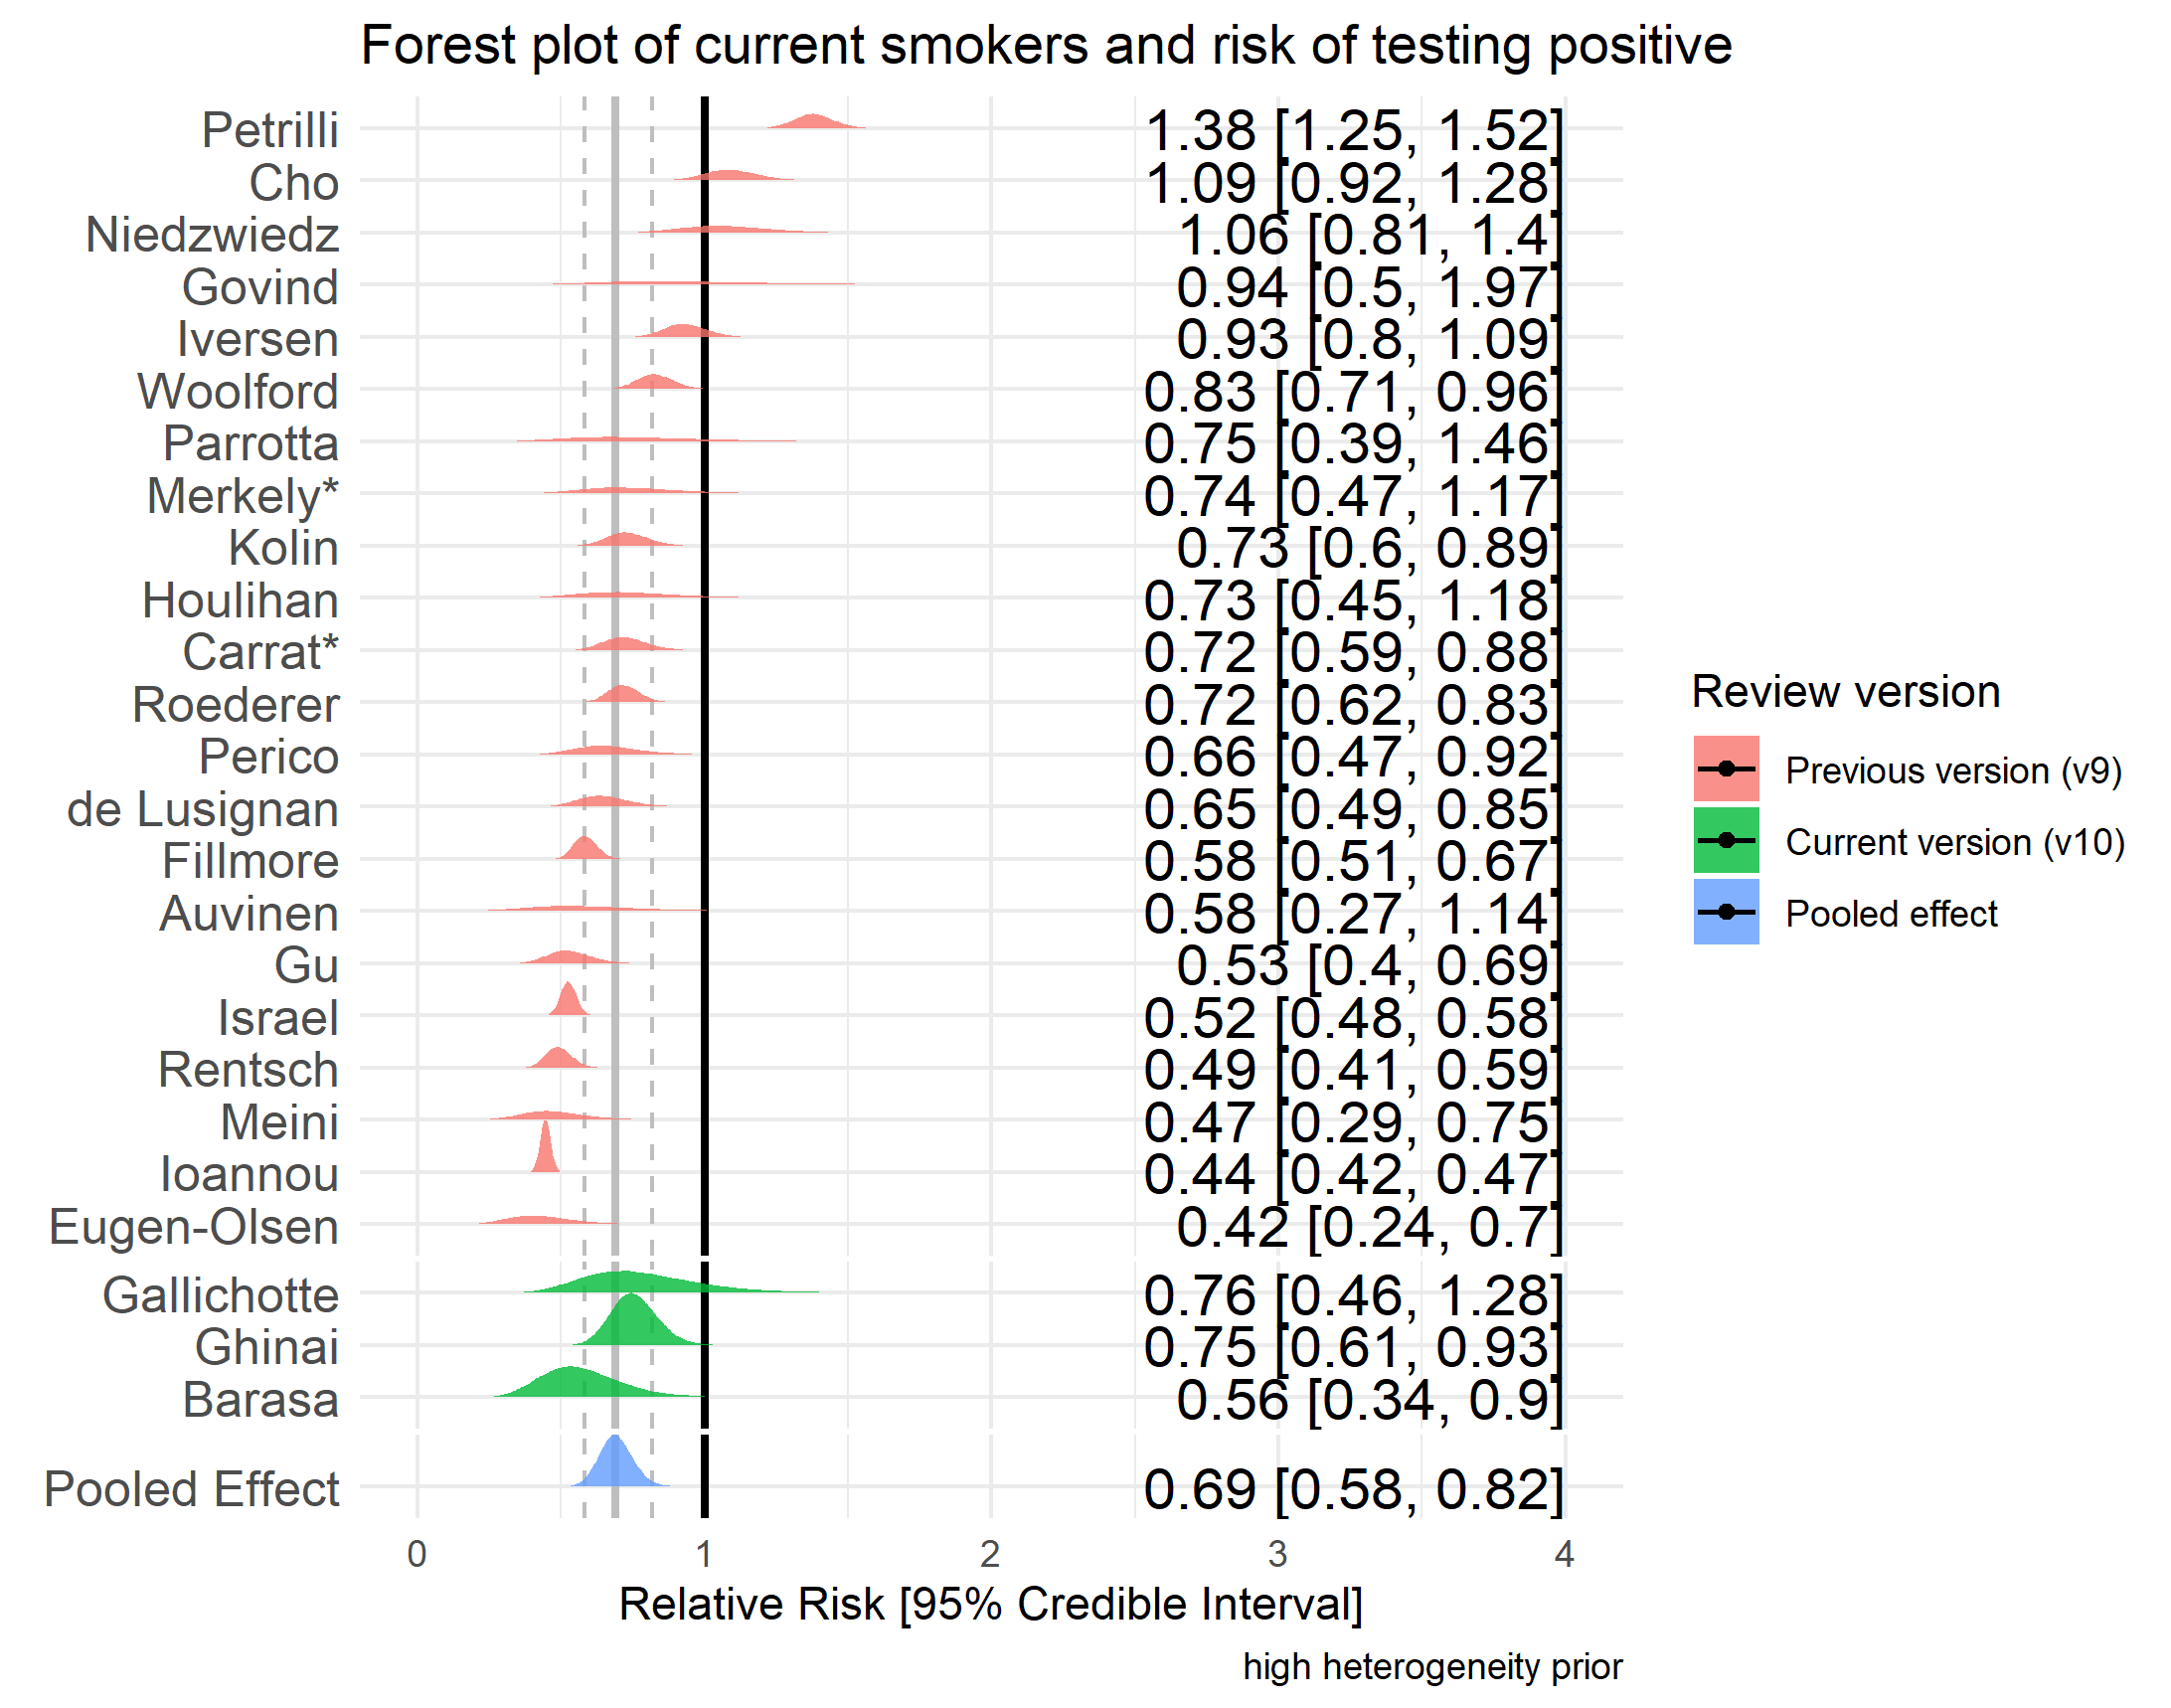 Forest plot of current smokers and risk of testing positive
Petrilli 1.38 [1.25, 1.52]
Cho 1.09 [0.92, 1.28]
Niedzwiedz 1.06 [0.81, 1.4]
Govind 0.94 [0.5, 1.97]
Iversen 0.93 [0.8, 1.09]
Woolford 0.83 [0.71, 0.96]
Parrotta 0.75 [0.39, 1.46]
Merkely* 0.74 [0.47, 1.17]
Kolin 0.73 [0.6, 0.89]
Houlihan 0.73 [0.45, 1.18]
Carrat* 0.72 [0.59, 0.88]
Roederer 0.72 [0.62, 0.83]
Perico 0.66 [0.47, 0.92]
de Lusignan 0.65 [0.49, 0.85]
Fillmore 0.58 [0.51, 0.67]
Auvinen 0.58 [0.27, 1.14]
Gu 0.53 [0.4, 0.69]
Israel 0.52 [0.48, 0.58]
Rentsch 0.49 [0.41, 0.59]
Meini 0.47 [0.29, 0.75]
Ioannou 0.44 [0.42, 0.47]
Eugen-Olsen 0.42 [0.24, 0.7]
Gallichotte 0.76 [0.46, 1.28]
Ghinai 0.75 [0.61, 0.93]
Barasa 0.56 [0.34, 0.9]
Pooled Effect 0.69 [0.58, 0.82]
0 1 2 3 4
Relative Risk [95% Credible Interval]
high heterogeneity prior
Review version
Previous version (v9)
Current version (v10)
Pooled effect